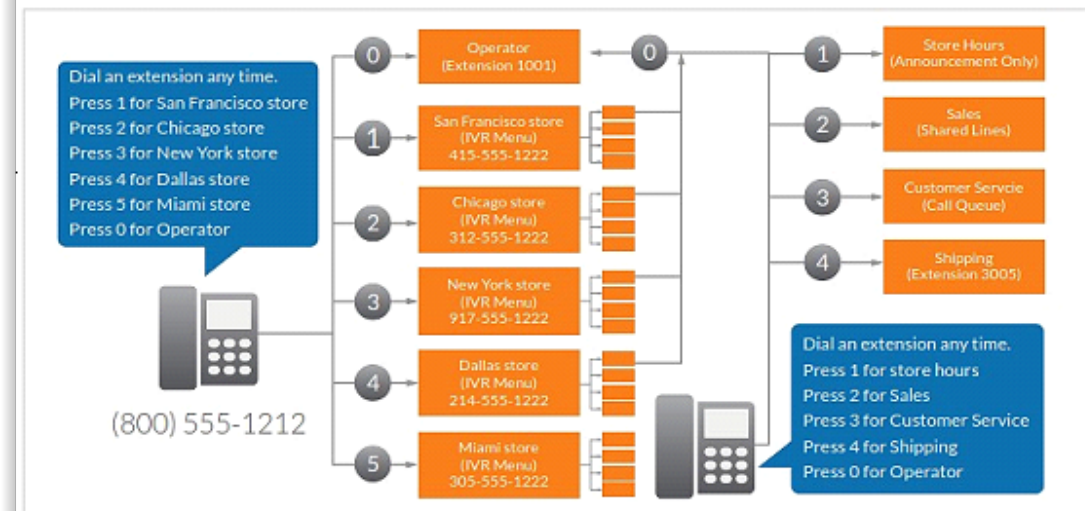 Dial an extension any time.
Press 1 for San Francisco store
Press 2 for Chicago store
Press 3 for New York store
Press 4 for Dallas store
Press 5 for Miami store
Press 0 for Operator
(800) 555-1212
0
Operator
(Extension 1001)
1
San Francisco store
(IVR Menu)
415-555-1222
2
Chicago store
(IVR Menu)
312-555-1222
3
New York store
(IVR Menu)
917-555-1222
4
Dallas store
(IVR Menu)
214-555-1222
5
Miami store
(IVR Menu)
305-555-1222
0
1
Store Hours
(Announcement Only)
2
Sales
(Shared Lines)
3
Customer Servcie
(Call Queue)
4
Shipping
(Extension 3005)
Dial an extension any time.
Press 1 for store hours
Press 2 for Sales
Press 3 for Customer Service
Press 4 for Shipping
Press 0 for Operator